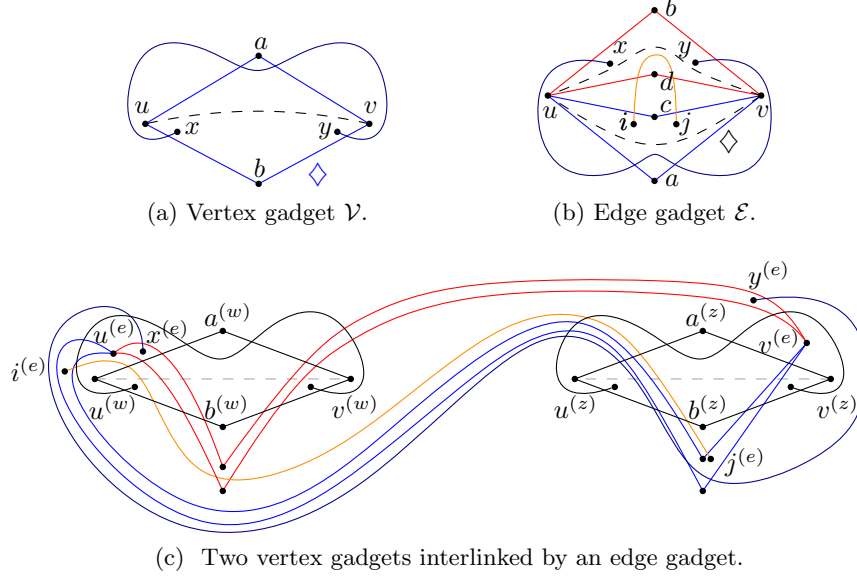 a
u
v
x
y
b
(a) Vertex gadget 𝒱.
b
x
y
d
u
c
v
i
j
a
(b) Edge gadget ℰ.
y^(e)
u^(e) x^(e) a^(w) a^(z) v^(e)
i^(e)
u^(w) b^(w) v^(w) u^(z) b^(z) v^(z)
j^(e)
(c) Two vertex gadgets interlinked by an edge gadget.